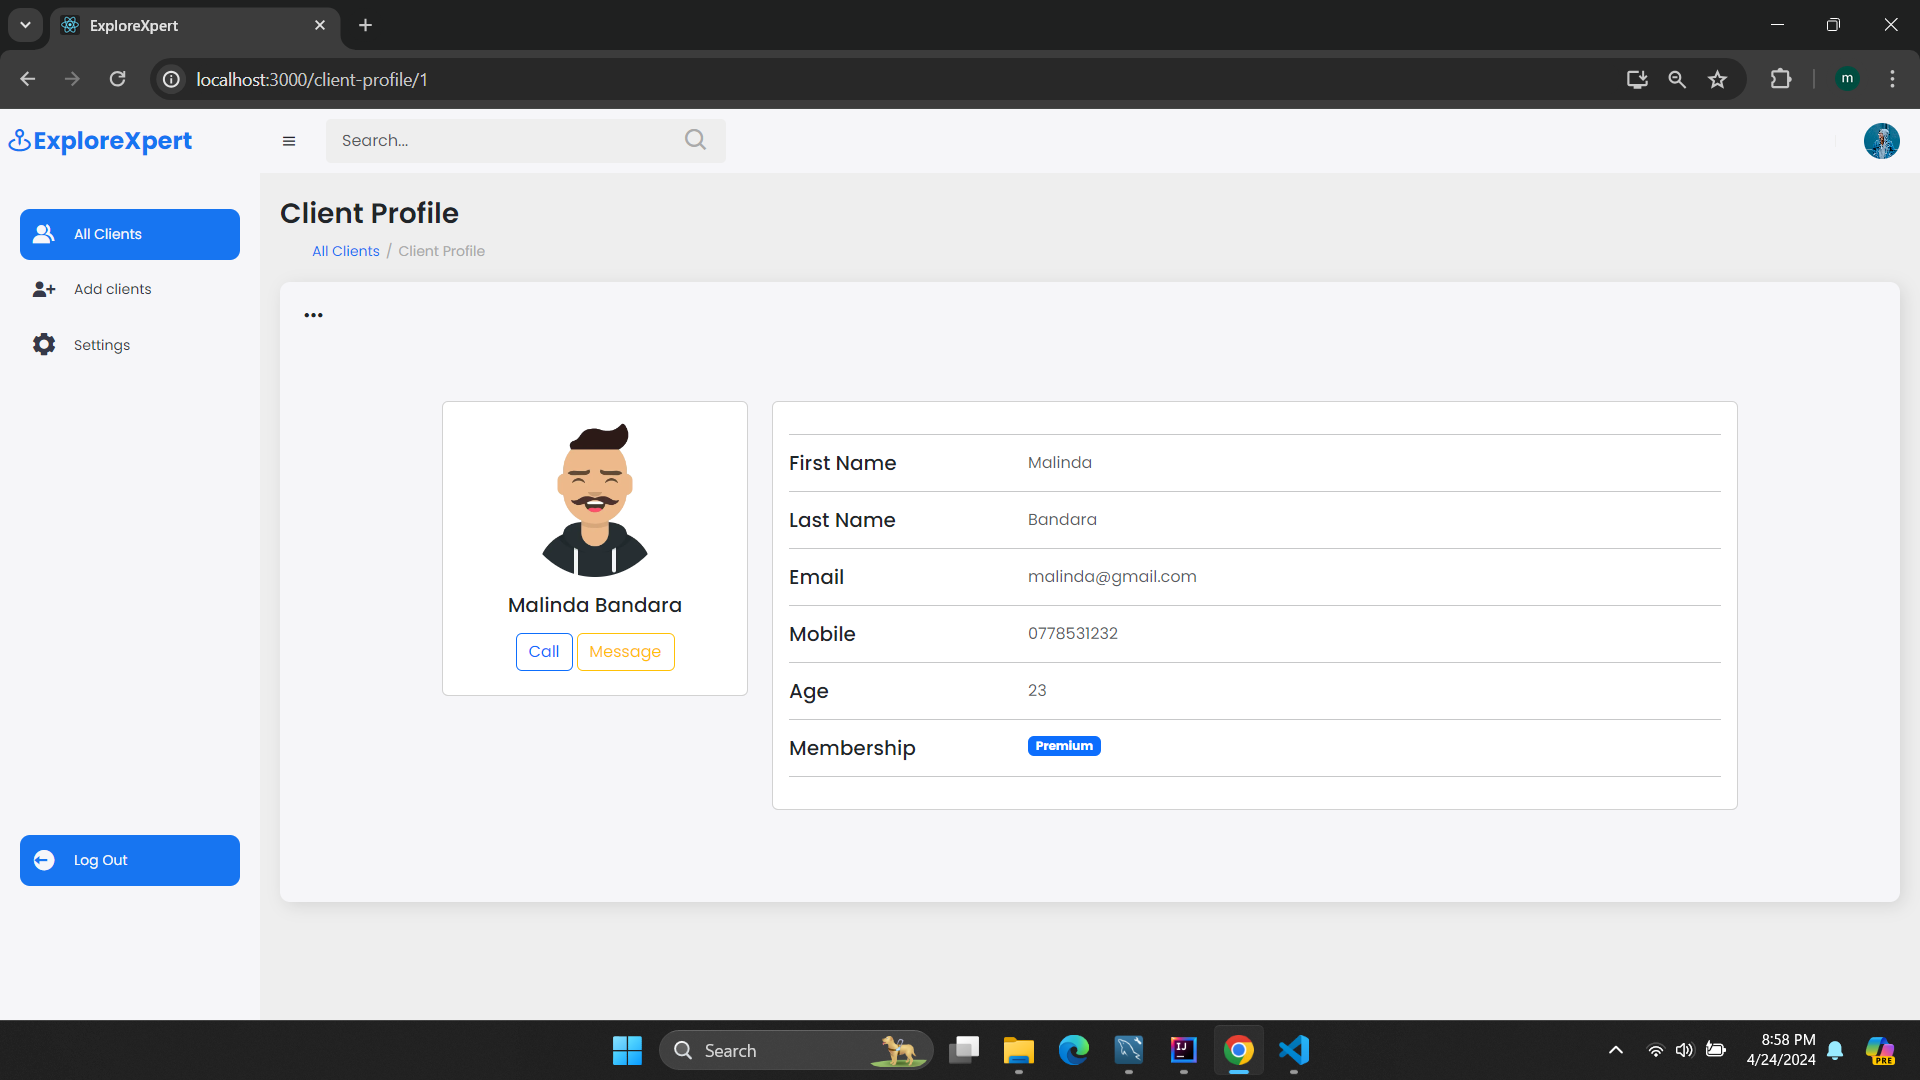 ExploreXpert
localhost:3000/client-profile/1
m
ExploreXpert
Search...
Client Profile
All Clients / Client Profile
All Clients
Add clients
Settings
Log Out
Malinda Bandara
Call Message
First Name Malinda
Last Name Bandara
Email malinda@gmail.com
Mobile 0778531232
Age 23
Membership Premium
Search
IJ
8:58 PM
4/24/2024
PRE